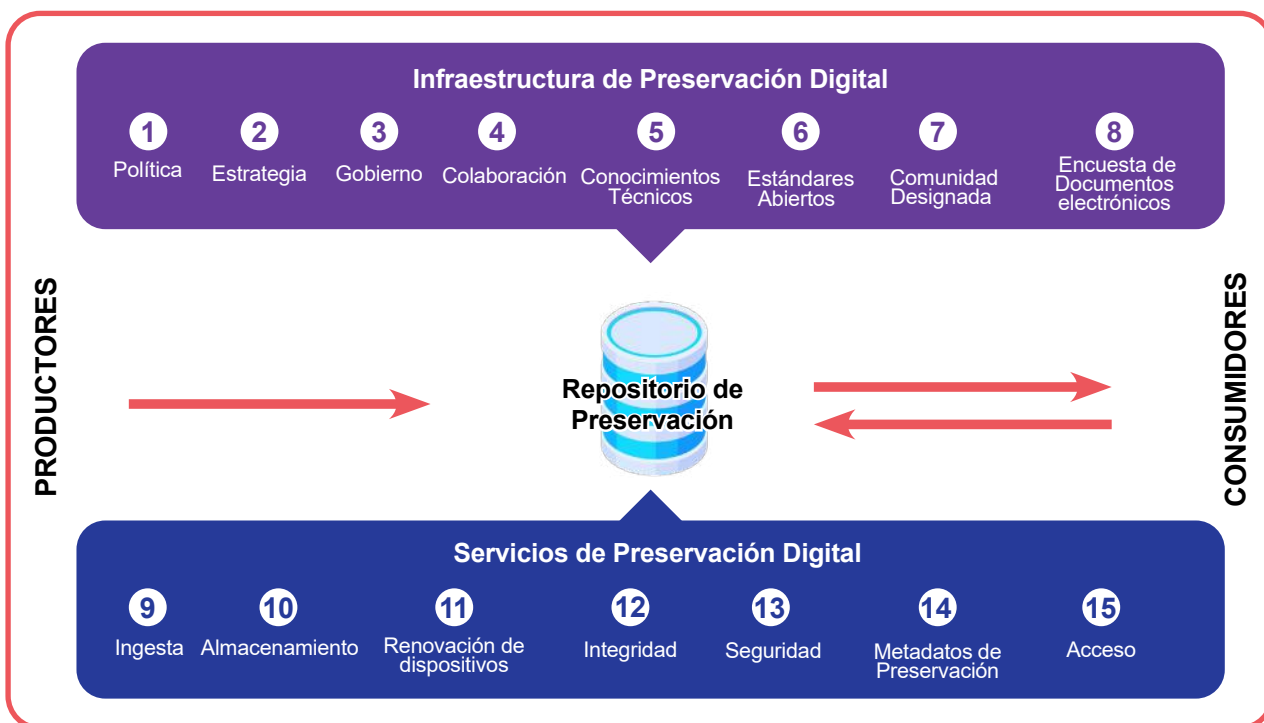 Infraestructura de Preservación Digital
1
Política
2
Estrategia
3
Gobierno
4
Colaboración
5
Conocimientos
Técnicos
6
Estándares
Abiertos
7
Comunidad
Designada
8
Encuesta de
Documentos
electrónicos
PRODUCTORES
Repositorio de
Preservación
CONSUMIDORES
Servicios de Preservación Digital
9
Ingesta
10
Almacenamiento
11
Renovación de
dispositivos
12
Integridad
13
Seguridad
14
Metadatos de
Preservación
15
Acceso